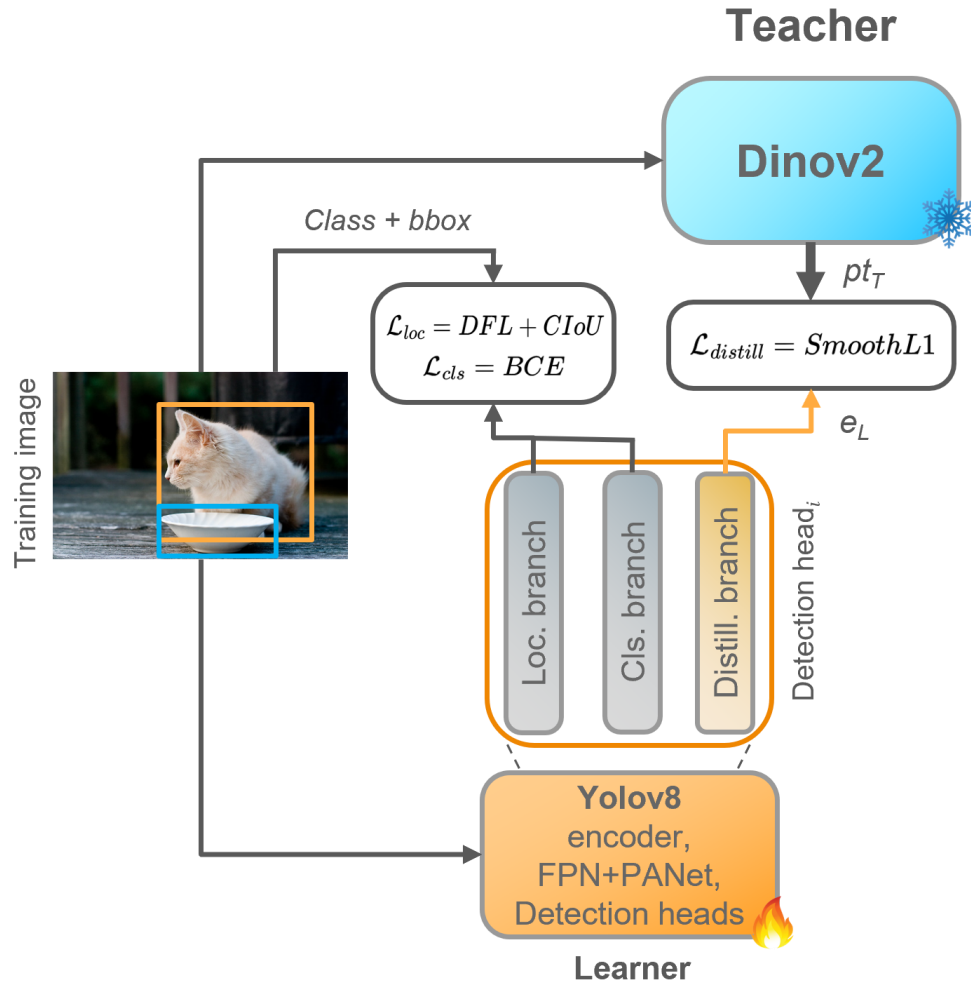 Teacher
Dinov2
Class + bbox
pt_T
ℒ_loc = DFL + CIoU
ℒ_cls = BCE
ℒ_distill = SmoothL1
e_L
Training image
Loc. branch
Cls. branch
Distill. branch
Detection head_i
Yolov8
encoder,
FPN+PANet,
Detection heads
Learner